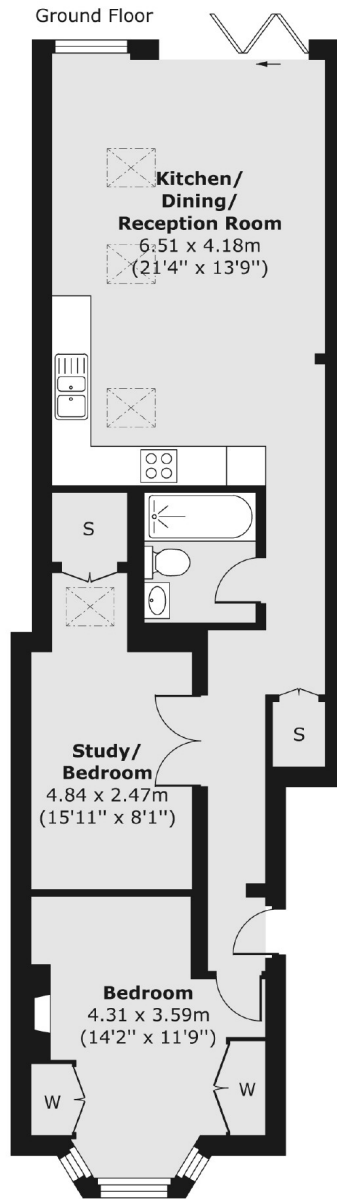 Ground Floor
Kitchen/
Dining/
Reception Room
6.51 x 4.18m
(21'4'' x 13'9'')
S
S
Study/
Bedroom
4.84 x 2.47m
(15'11'' x 8'1'')
Bedroom
4.31 x 3.59m
(14'2'' x 11'9'')
W
W